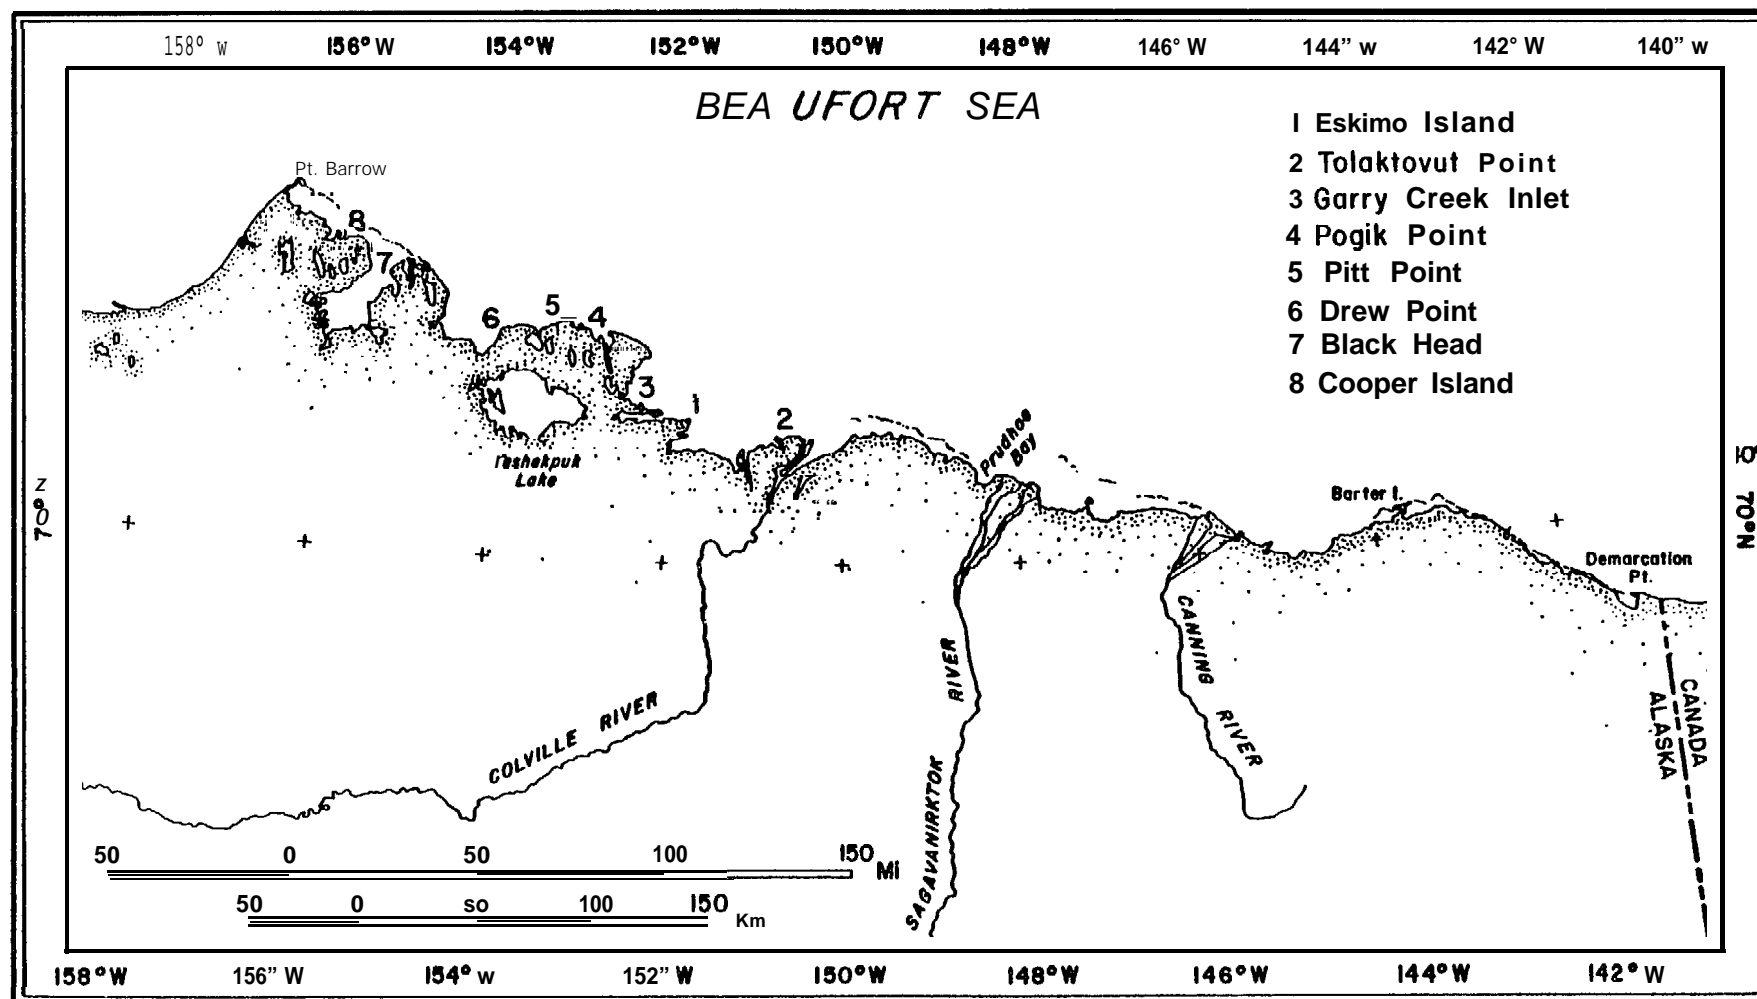 158° W 156°W 154°W 152°W 150°W 148°W 146° W 144” w 142° W 140” w
BEA UFORT SEA
I Eskimo Island
2 Tolaktovut Point
3 Garry Creek Inlet
4 Pogik Point
5 Pitt Point
6 Drew Point
7 Black Head
8 Cooper Island
Pt. Barrow
8
7
6
5_
4
3
1
2
Teshekpuk
Lake
Prudhoe
Bay
Barter I.
Demarcation
Pt.
70°N
COLVILLE RIVER
SAGAVANIRKTOK RIVER
CANNING RIVER
CANADA
ALASKA
50 0 50 100 150 Mi
50 0 so 100 150 Km
158°W 156” W 154° w 152” W 150°W 148°W 146°W 144°W 142° W